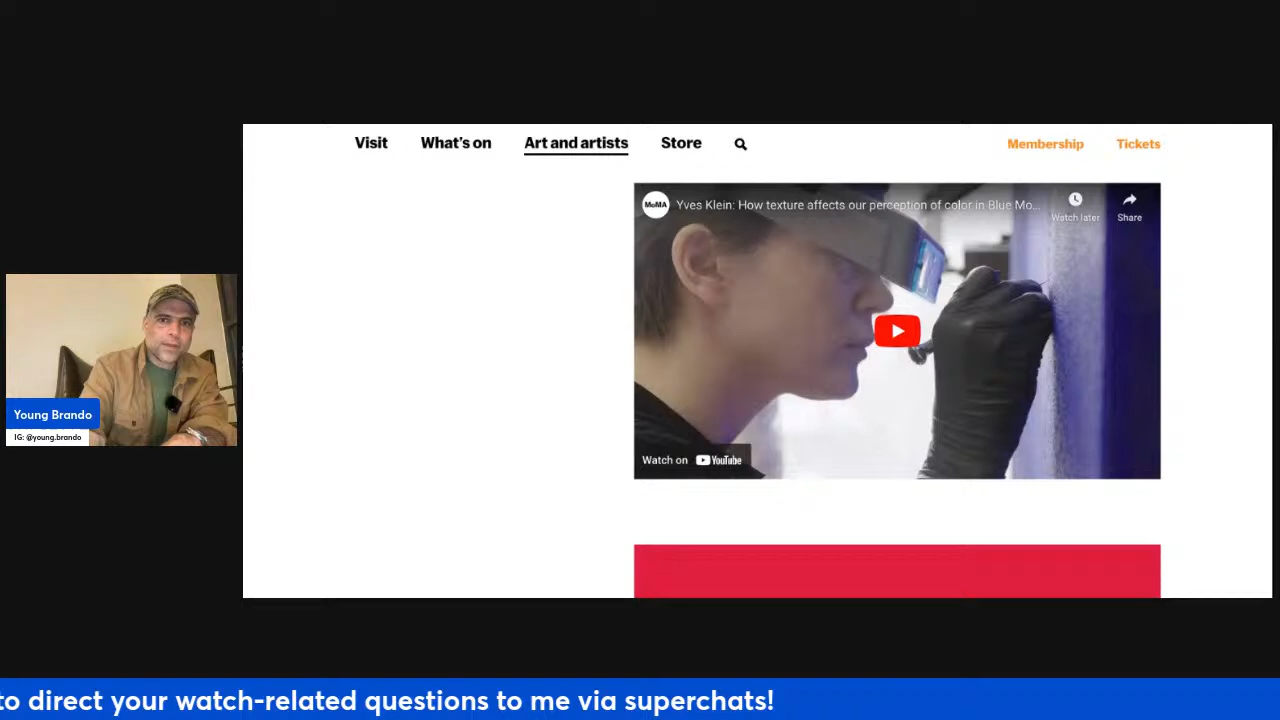 Visit What's on Art and artists Store Membership Tickets
MoMA Yves Klein: How texture affects our perception of color in Blue Mo...
Watch later Share
Watch on YouTube
Young Brando
IG: @young.brando
to direct your watch-related questions to me via superchats!